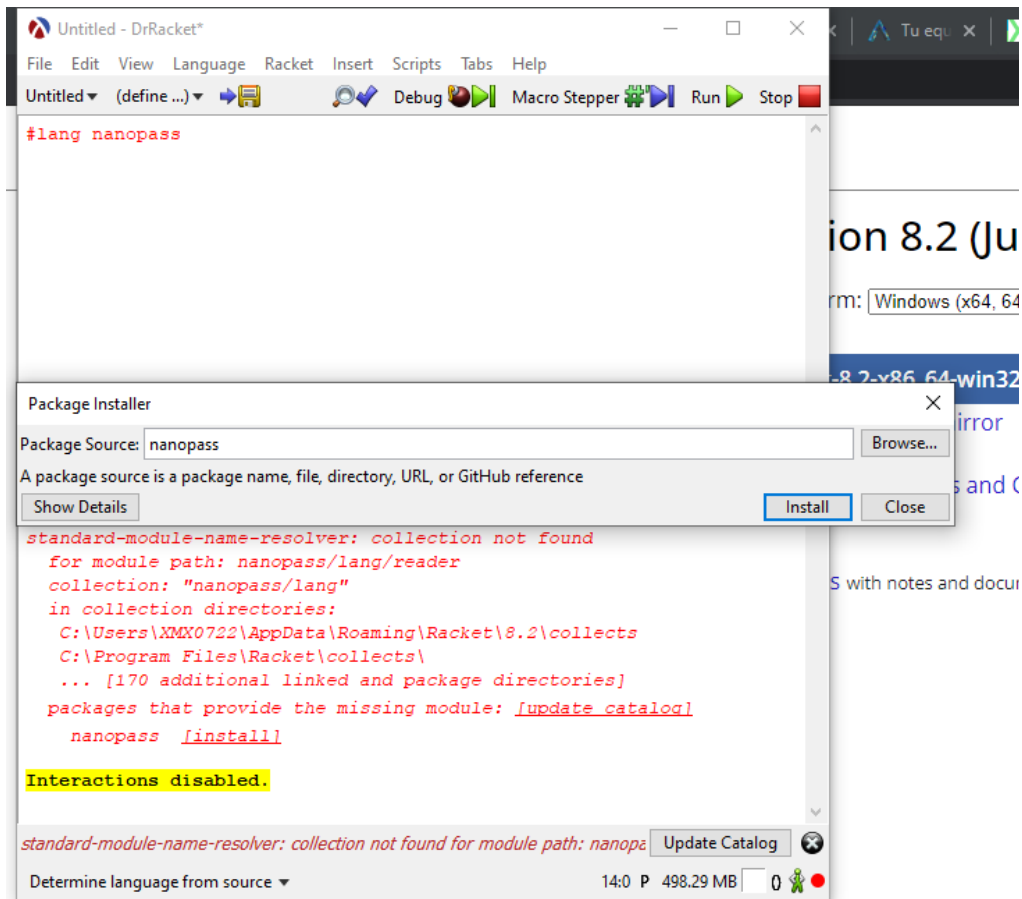 Untitled - DrRacket*
Tu equ
File Edit View Language Racket Insert Scripts Tabs Help
Untitled (define ...) Debug Macro Stepper Run Stop
#lang nanopass
ion 8.2 (Ju
rm: Windows (x64, 64
-8.2-x86_64-win32
Package Installer
irror
Package Source: nanopass Browse...
A package source is a package name, file, directory, URL, or GitHub reference
s and
Show Details Install Close
standard-module-name-resolver: collection not found
for module path: nanopass/lang/reader
collection: "nanopass/lang"
s with notes and docu
in collection directories:
C:\Users\XMX0722\AppData\Roaming\Racket\8.2\collects
C:\Program Files\Racket\collects\
... [170 additional linked and package directories]
packages that provide the missing module: [update catalog]
nanopass [install]
Interactions disabled.
standard-module-name-resolver: collection not found for module path: nanopa Update Catalog
Determine language from source 14:0 P 498.29 MB ()